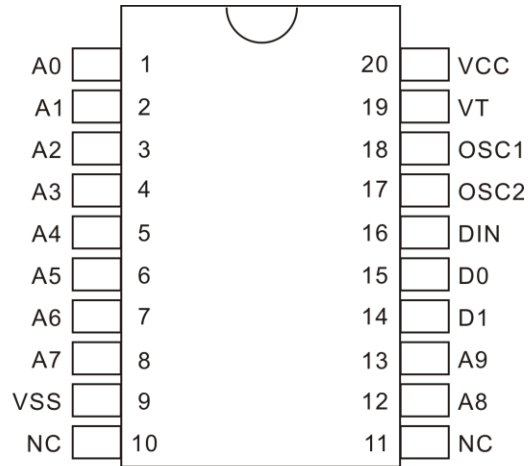 A0 1 20 VCC
A1 2 19 VT
A2 3 18 OSC1
A3 4 17 OSC2
A4 5 16 DIN
A5 6 15 D0
A6 7 14 D1
A7 8 13 A9
VSS 9 12 A8
NC 10 11 NC